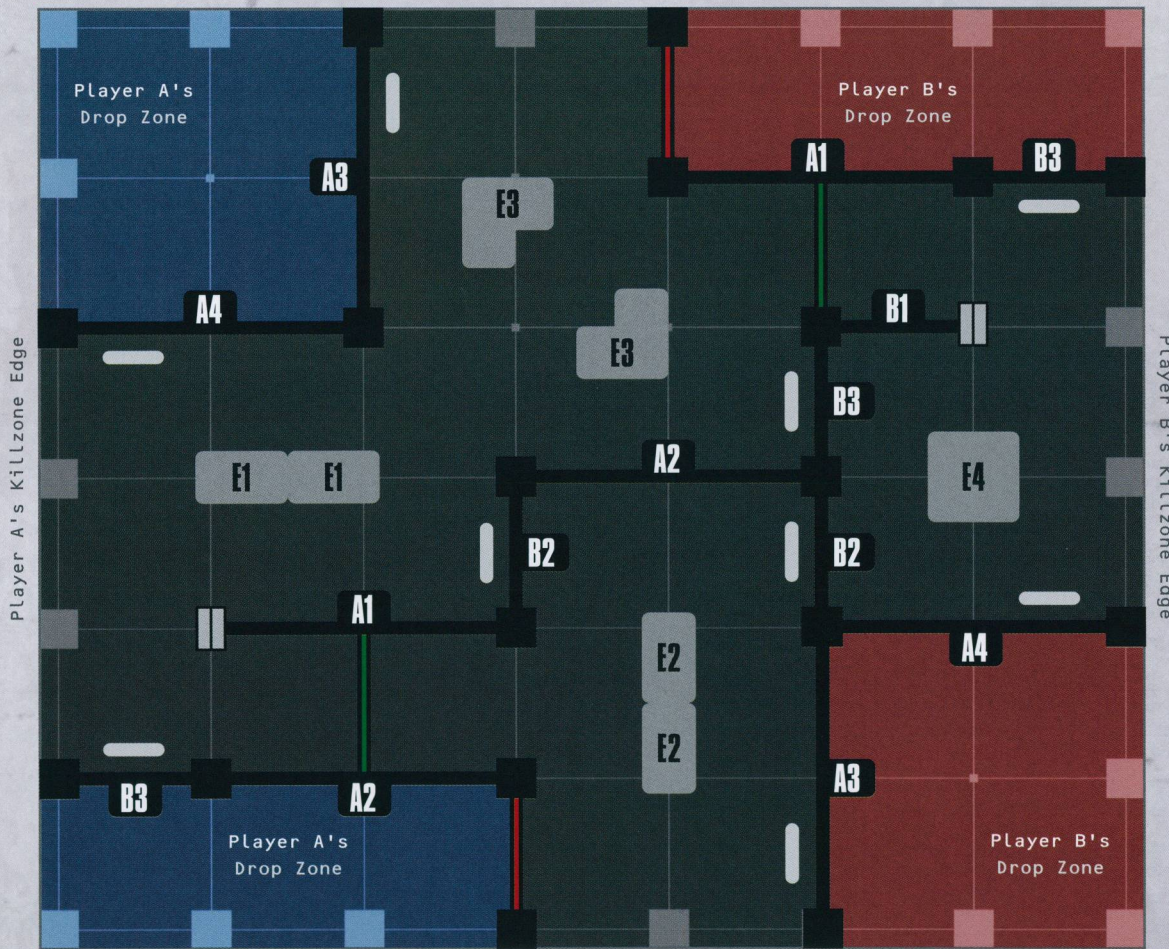 Player A's
Drop Zone
Player B's
Drop Zone
A1
B3
A3
E3
A4
B1
E3
B3
A2
E1
E1
E4
Player A's Killzone Edge
Player B's Killzone Edge
B2
B2
A1
A4
E2
E2
A3
B3
A2
Player A's
Drop Zone
Player B's
Drop Zone